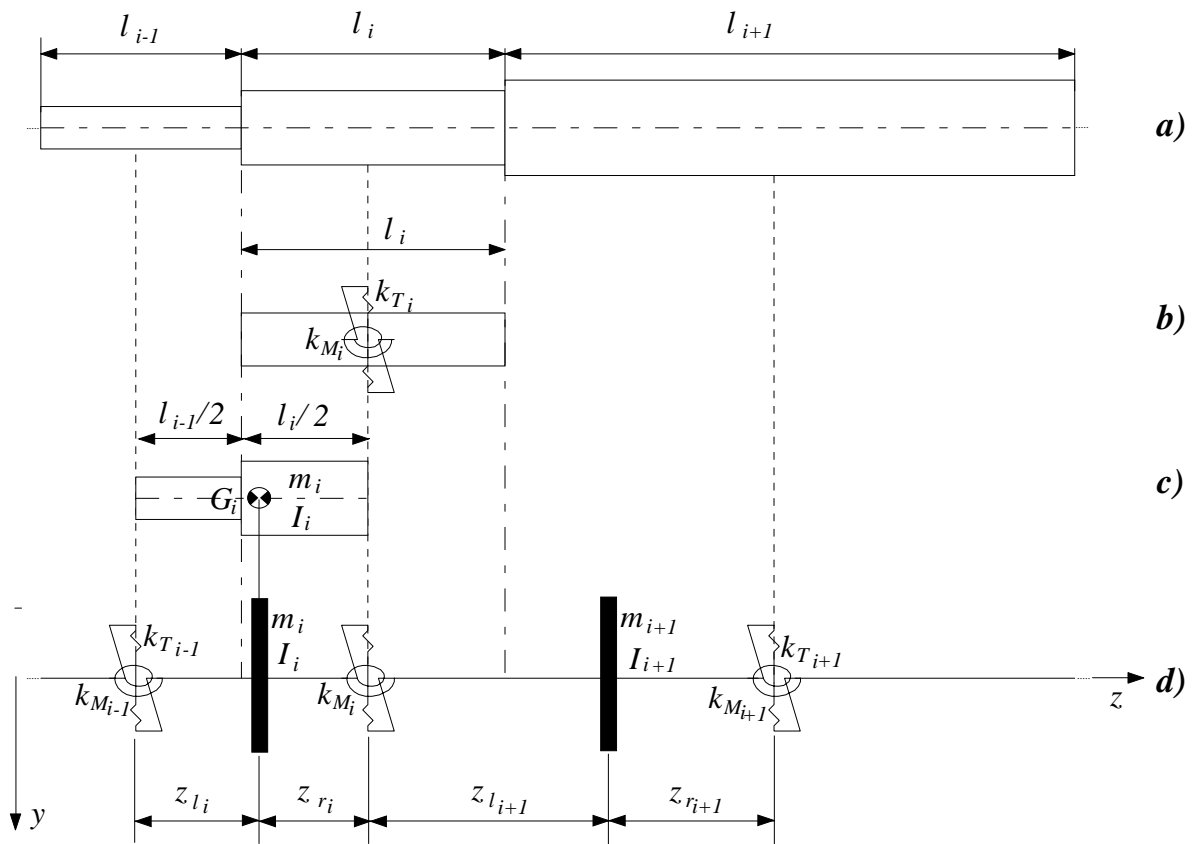 l i-1
l i
l i+1
a)
l i
k T i
k M i
b)
l i-1/2
l i/2
G i
m i
I i
c)
k T i-1
k M i-1
m i
I i
k M i
m i+1
I i+1
k T i+1
k M i+1
z
d)
z l i
z r i
z l i+1
z r i+1
y